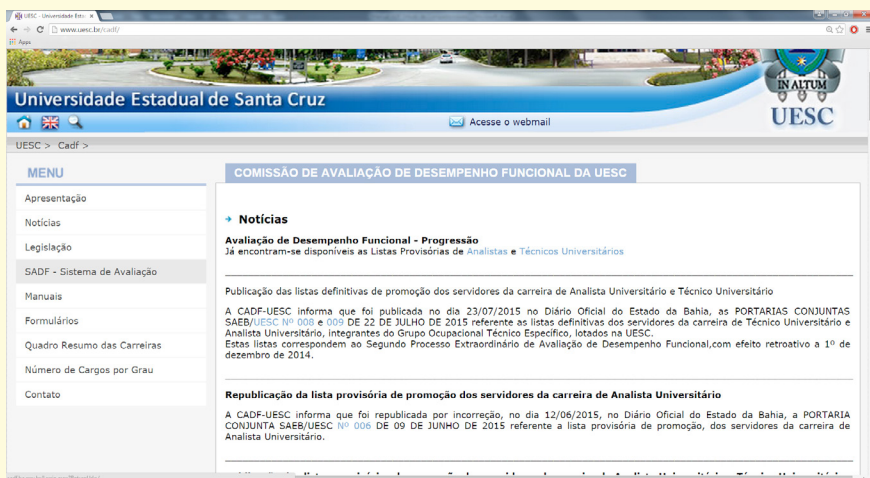 UESC - Universidade Esta
www.uesc.br/cadf/
Apps
Universidade Estadual de Santa Cruz
IN ALTUM
UESC
Acesse o webmail
UESC > Cadf >
MENU
Apresentação
Notícias
Legislação
SADF - Sistema de Avaliação
Manuais
Formulários
Quadro Resumo das Carreiras
Número de Cargos por Grau
Contato
COMISSÃO DE AVALIAÇÃO DE DESEMPENHO FUNCIONAL DA UESC
Notícias
Avaliação de Desempenho Funcional - Progressão
Já encontram-se disponíveis as Listas Provisórias de Analistas e Técnicos Universitários
Publicação das listas definitivas de promoção dos servidores da carreira de Analista Universitário e Técnico Universitário
A CADF-UESC informa que foi publicada no dia 23/07/2015 no Diário Oficial do Estado da Bahia, as PORTARIAS CONJUNTAS
SAEB/UESC Nº 008 e 009 DE 22 DE JULHO DE 2015 referente as listas definitivas dos servidores da carreira de Técnico Universitário e
Analista Universitário, integrantes do Grupo Ocupacional Técnico Específico, lotados na UESC.
Estas listas correspondem ao Segundo Processo Extraordinário de Avaliação de Desempenho Funcional,com efeito retroativo a 1º de
dezembro de 2014.
Republicação da lista provisória de promoção dos servidores da carreira de Analista Universitário
A CADF-UESC informa que foi republicada por incorreção, no dia 12/06/2015, no Diário Oficial do Estado da Bahia, a PORTARIA
CONJUNTA SAEB/UESC Nº 006 DE 09 DE JUNHO DE 2015 referente a lista provisória de promoção, dos servidores da carreira de
Analista Universitário.